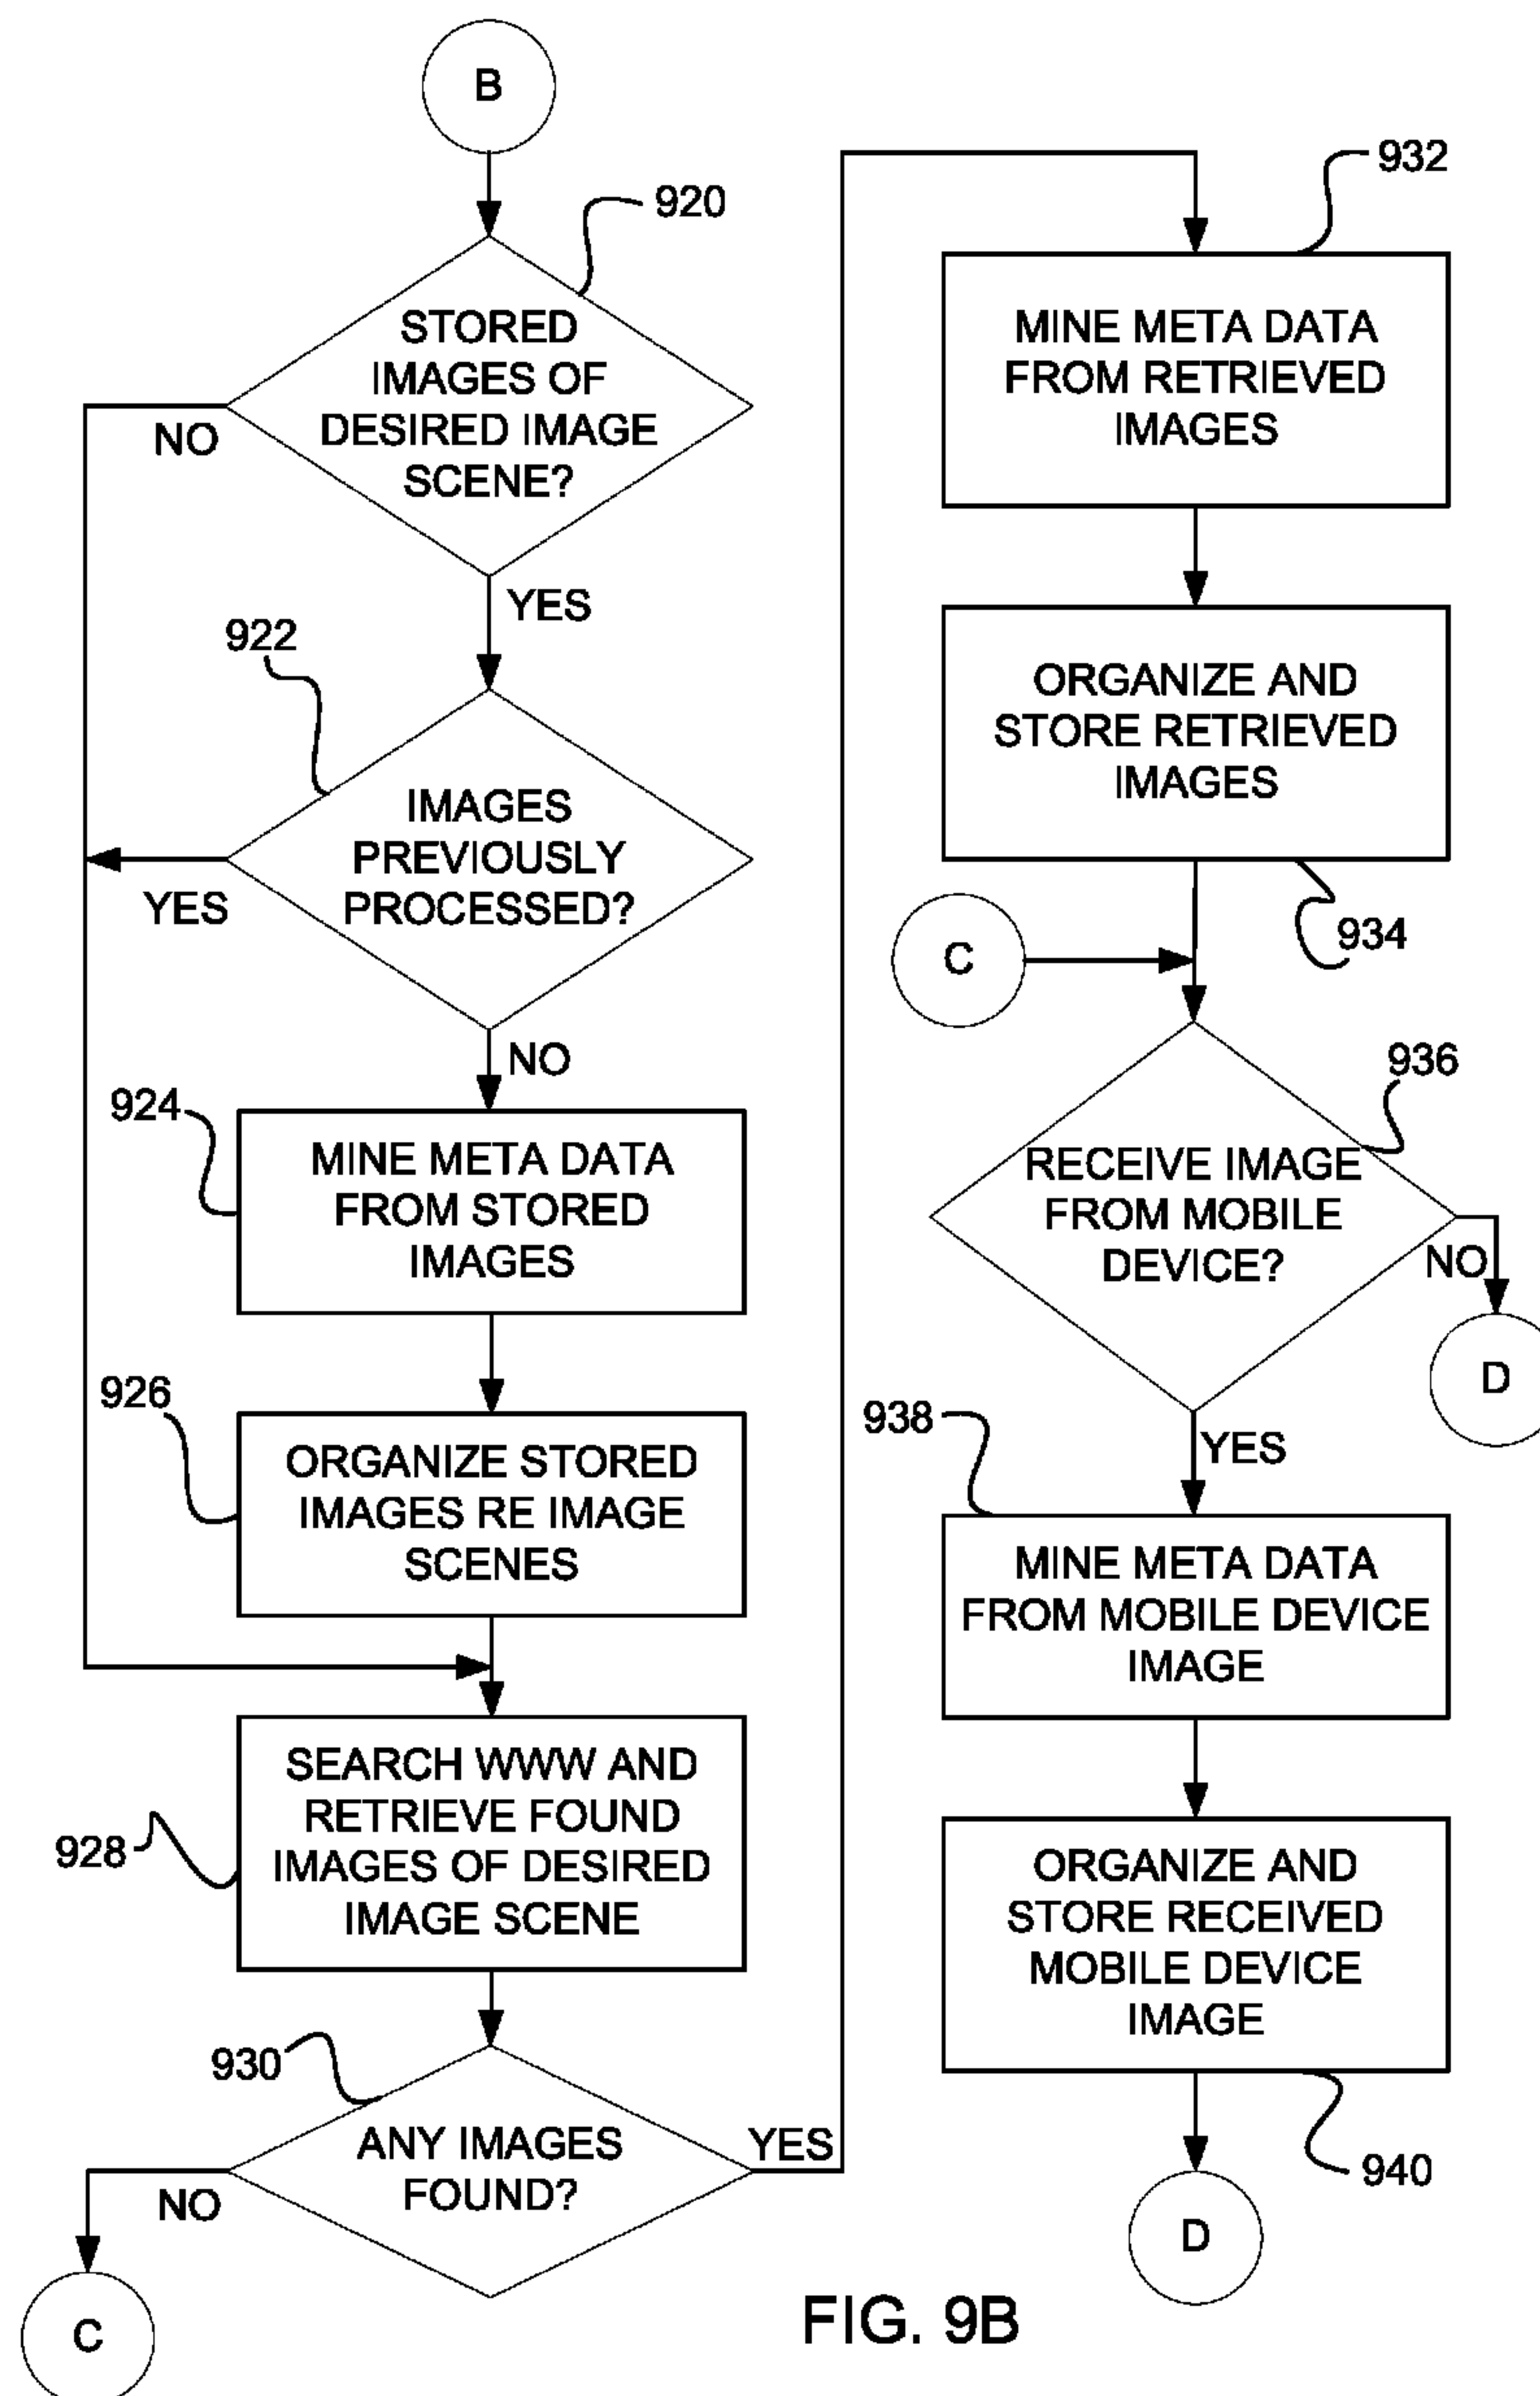 B
920
STORED
IMAGES OF
DESIRED IMAGE
SCENE?
NO
YES
922
IMAGES
PREVIOUSLY
PROCESSED?
YES
NO
924
MINE META DATA
FROM STORED
IMAGES
926
ORGANIZE STORED
IMAGES RE IMAGE
SCENES
928
SEARCH WWW AND
RETRIEVE FOUND
IMAGES OF DESIRED
IMAGE SCENE
930
ANY IMAGES
FOUND?
YES
NO
C
932
MINE META DATA
FROM RETRIEVED
IMAGES
ORGANIZE AND
STORE RETRIEVED
IMAGES
934
C
936
RECEIVE IMAGE
FROM MOBILE
DEVICE?
NO
D
938
YES
MINE META DATA
FROM MOBILE DEVICE
IMAGE
ORGANIZE AND
STORE RECEIVED
MOBILE DEVICE
IMAGE
940
D
FIG. 9B